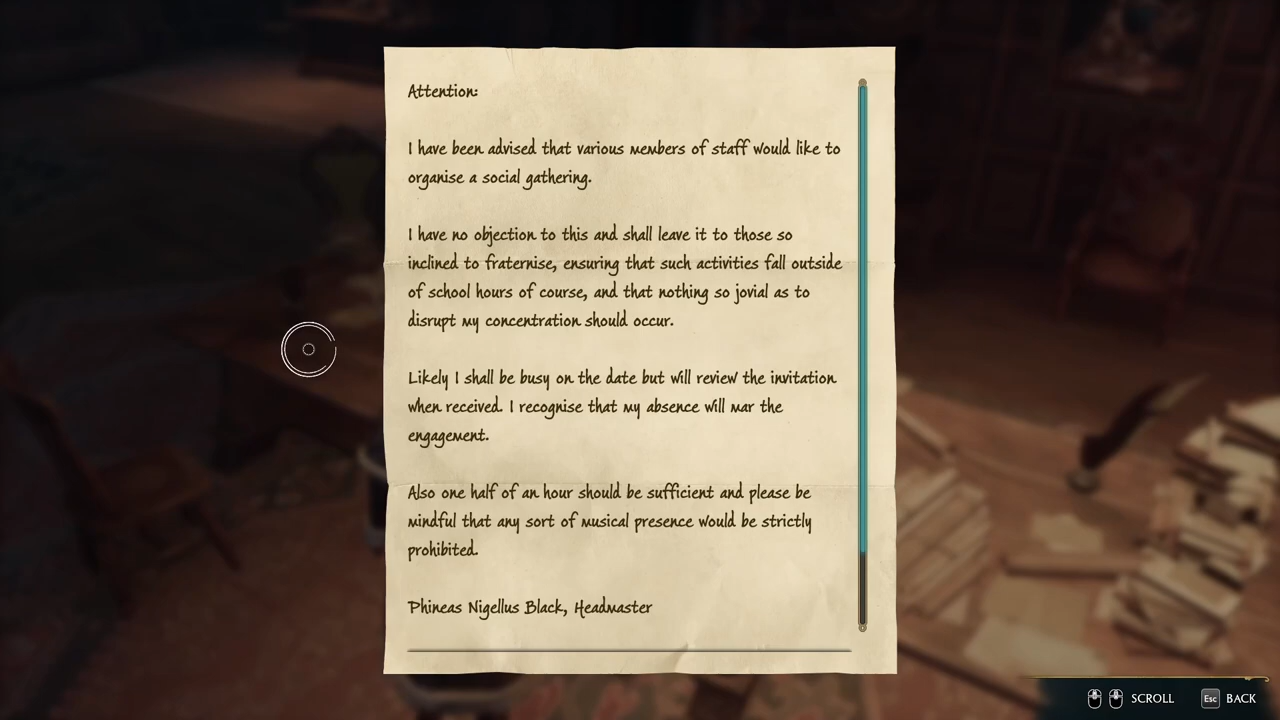 Attention:
I have been advised that various members of staff would like to
organise a social gathering.
I have no objection to this and shall leave it to those so
inclined to fraternise, ensuring that such activities fall outside
of school hours of course, and that nothing so jovial as to
disrupt my concentration should occur.
Likely I shall be busy on the date but will review the invitation
when received. I recognise that my absence will mar the
engagement.
Also one half of an hour should be sufficient and please be
mindful that any sort of musical presence would be strictly
prohibited.
Phineas Nigellus Black, Headmaster
SCROLL
Esc BACK